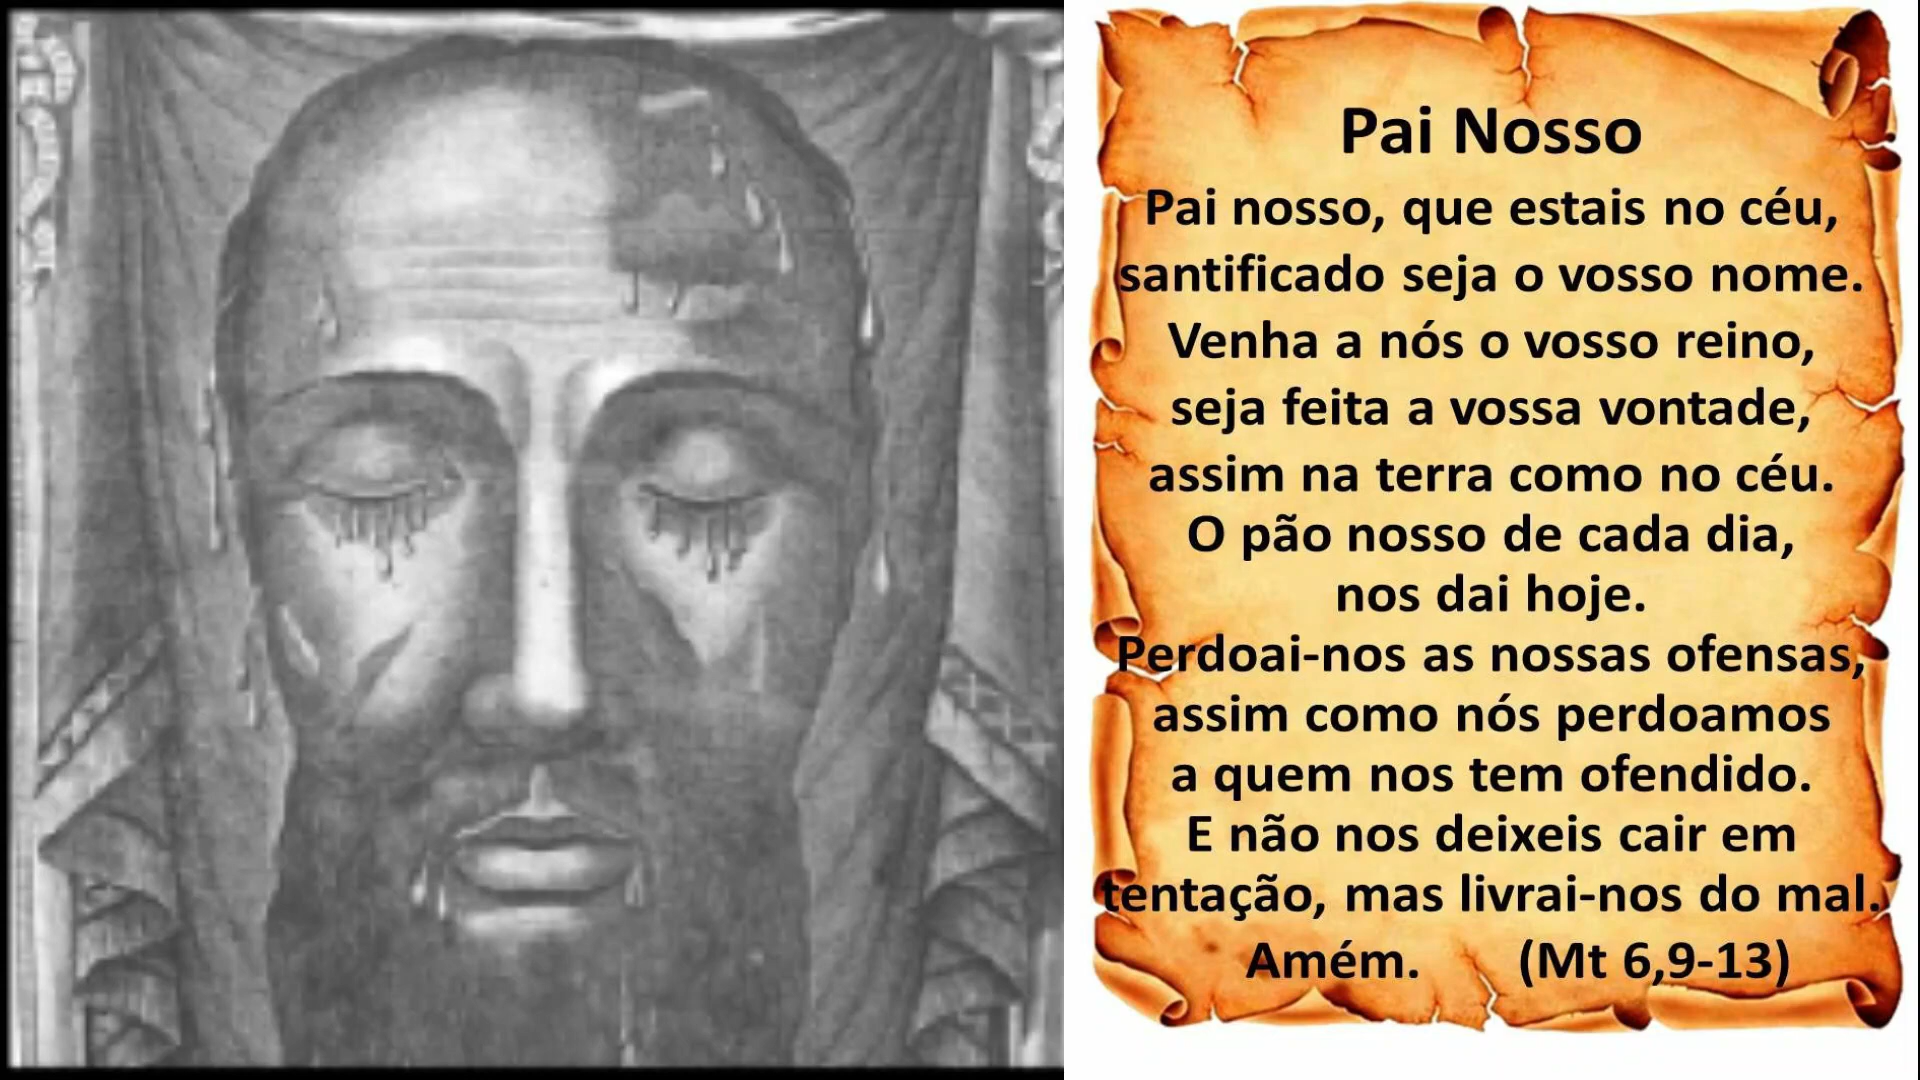 Pai Nosso
Pai nosso, que estais no céu,
santificado seja o vosso nome.
Venha a nós o vosso reino,
seja feita a vossa vontade,
assim na terra como no céu.
O pão nosso de cada dia,
nos dai hoje.
Perdoai-nos as nossas ofensas,
assim como nós perdoamos
a quem nos tem ofendido.
E não nos deixeis cair em
tentação, mas livrai-nos do mal.
Amém. (Mt 6,9-13)